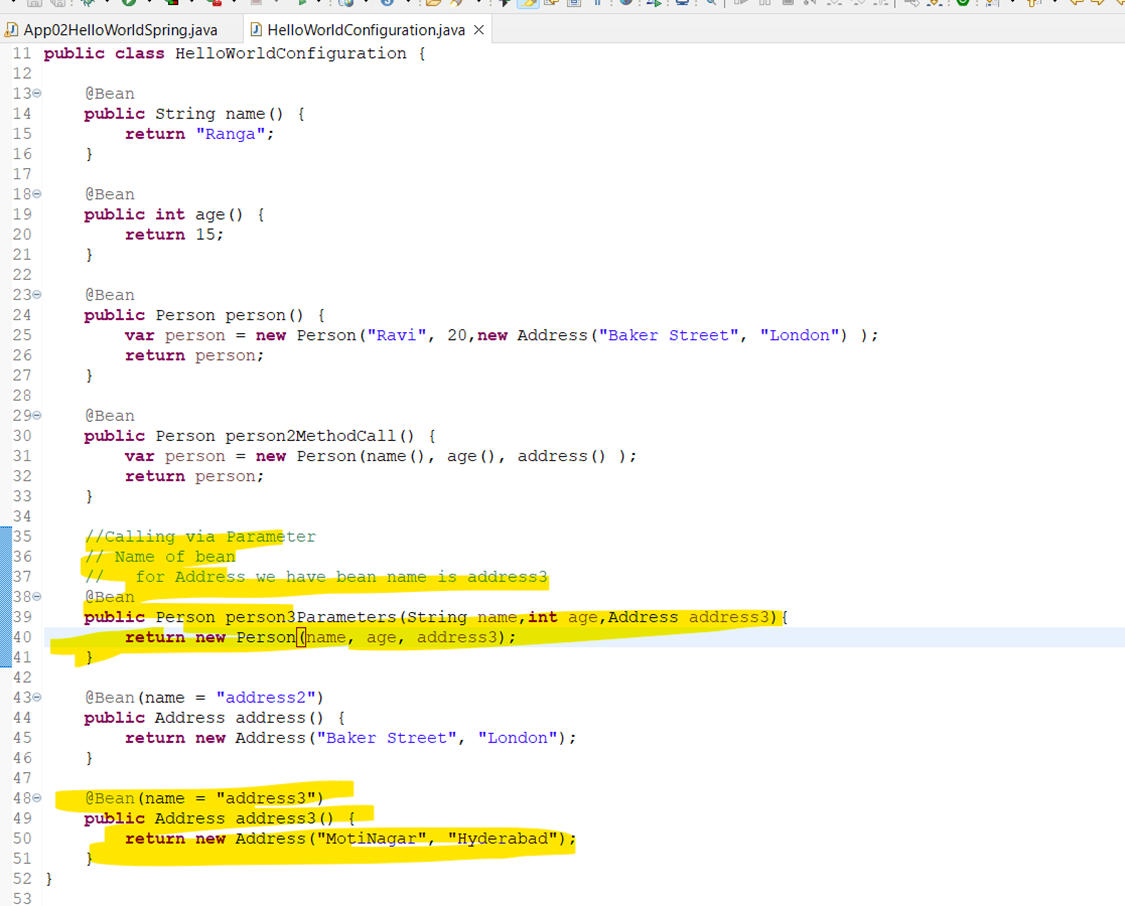 App02HelloWorldSpring.java HelloWorldConfiguration.java
11 public class HelloWorldConfiguration {
12
13 @Bean
14 public String name() {
15 return "Ranga";
16 }
17
18 @Bean
19 public int age() {
20 return 15;
21 }
22
23 @Bean
24 public Person person() {
25 var person = new Person("Ravi", 20,new Address("Baker Street", "London") );
26 return person;
27 }
28
29 @Bean
30 public Person person2MethodCall() {
31 var person = new Person(name(), age(), address() );
32 return person;
33 }
34
35 //Calling via Parameter
36 // Name of bean
37 // for Address we have bean name is address3
38 @Bean
39 public Person person3Parameters(String name,int age,Address address3){
40 return new Person(name, age, address3);
41 }
42
43 @Bean(name = "address2")
44 public Address address() {
45 return new Address("Baker Street", "London");
46 }
47
48 @Bean(name = "address3")
49 public Address address3() {
50 return new Address("MotiNagar", "Hyderabad");
51 }
52 }
53